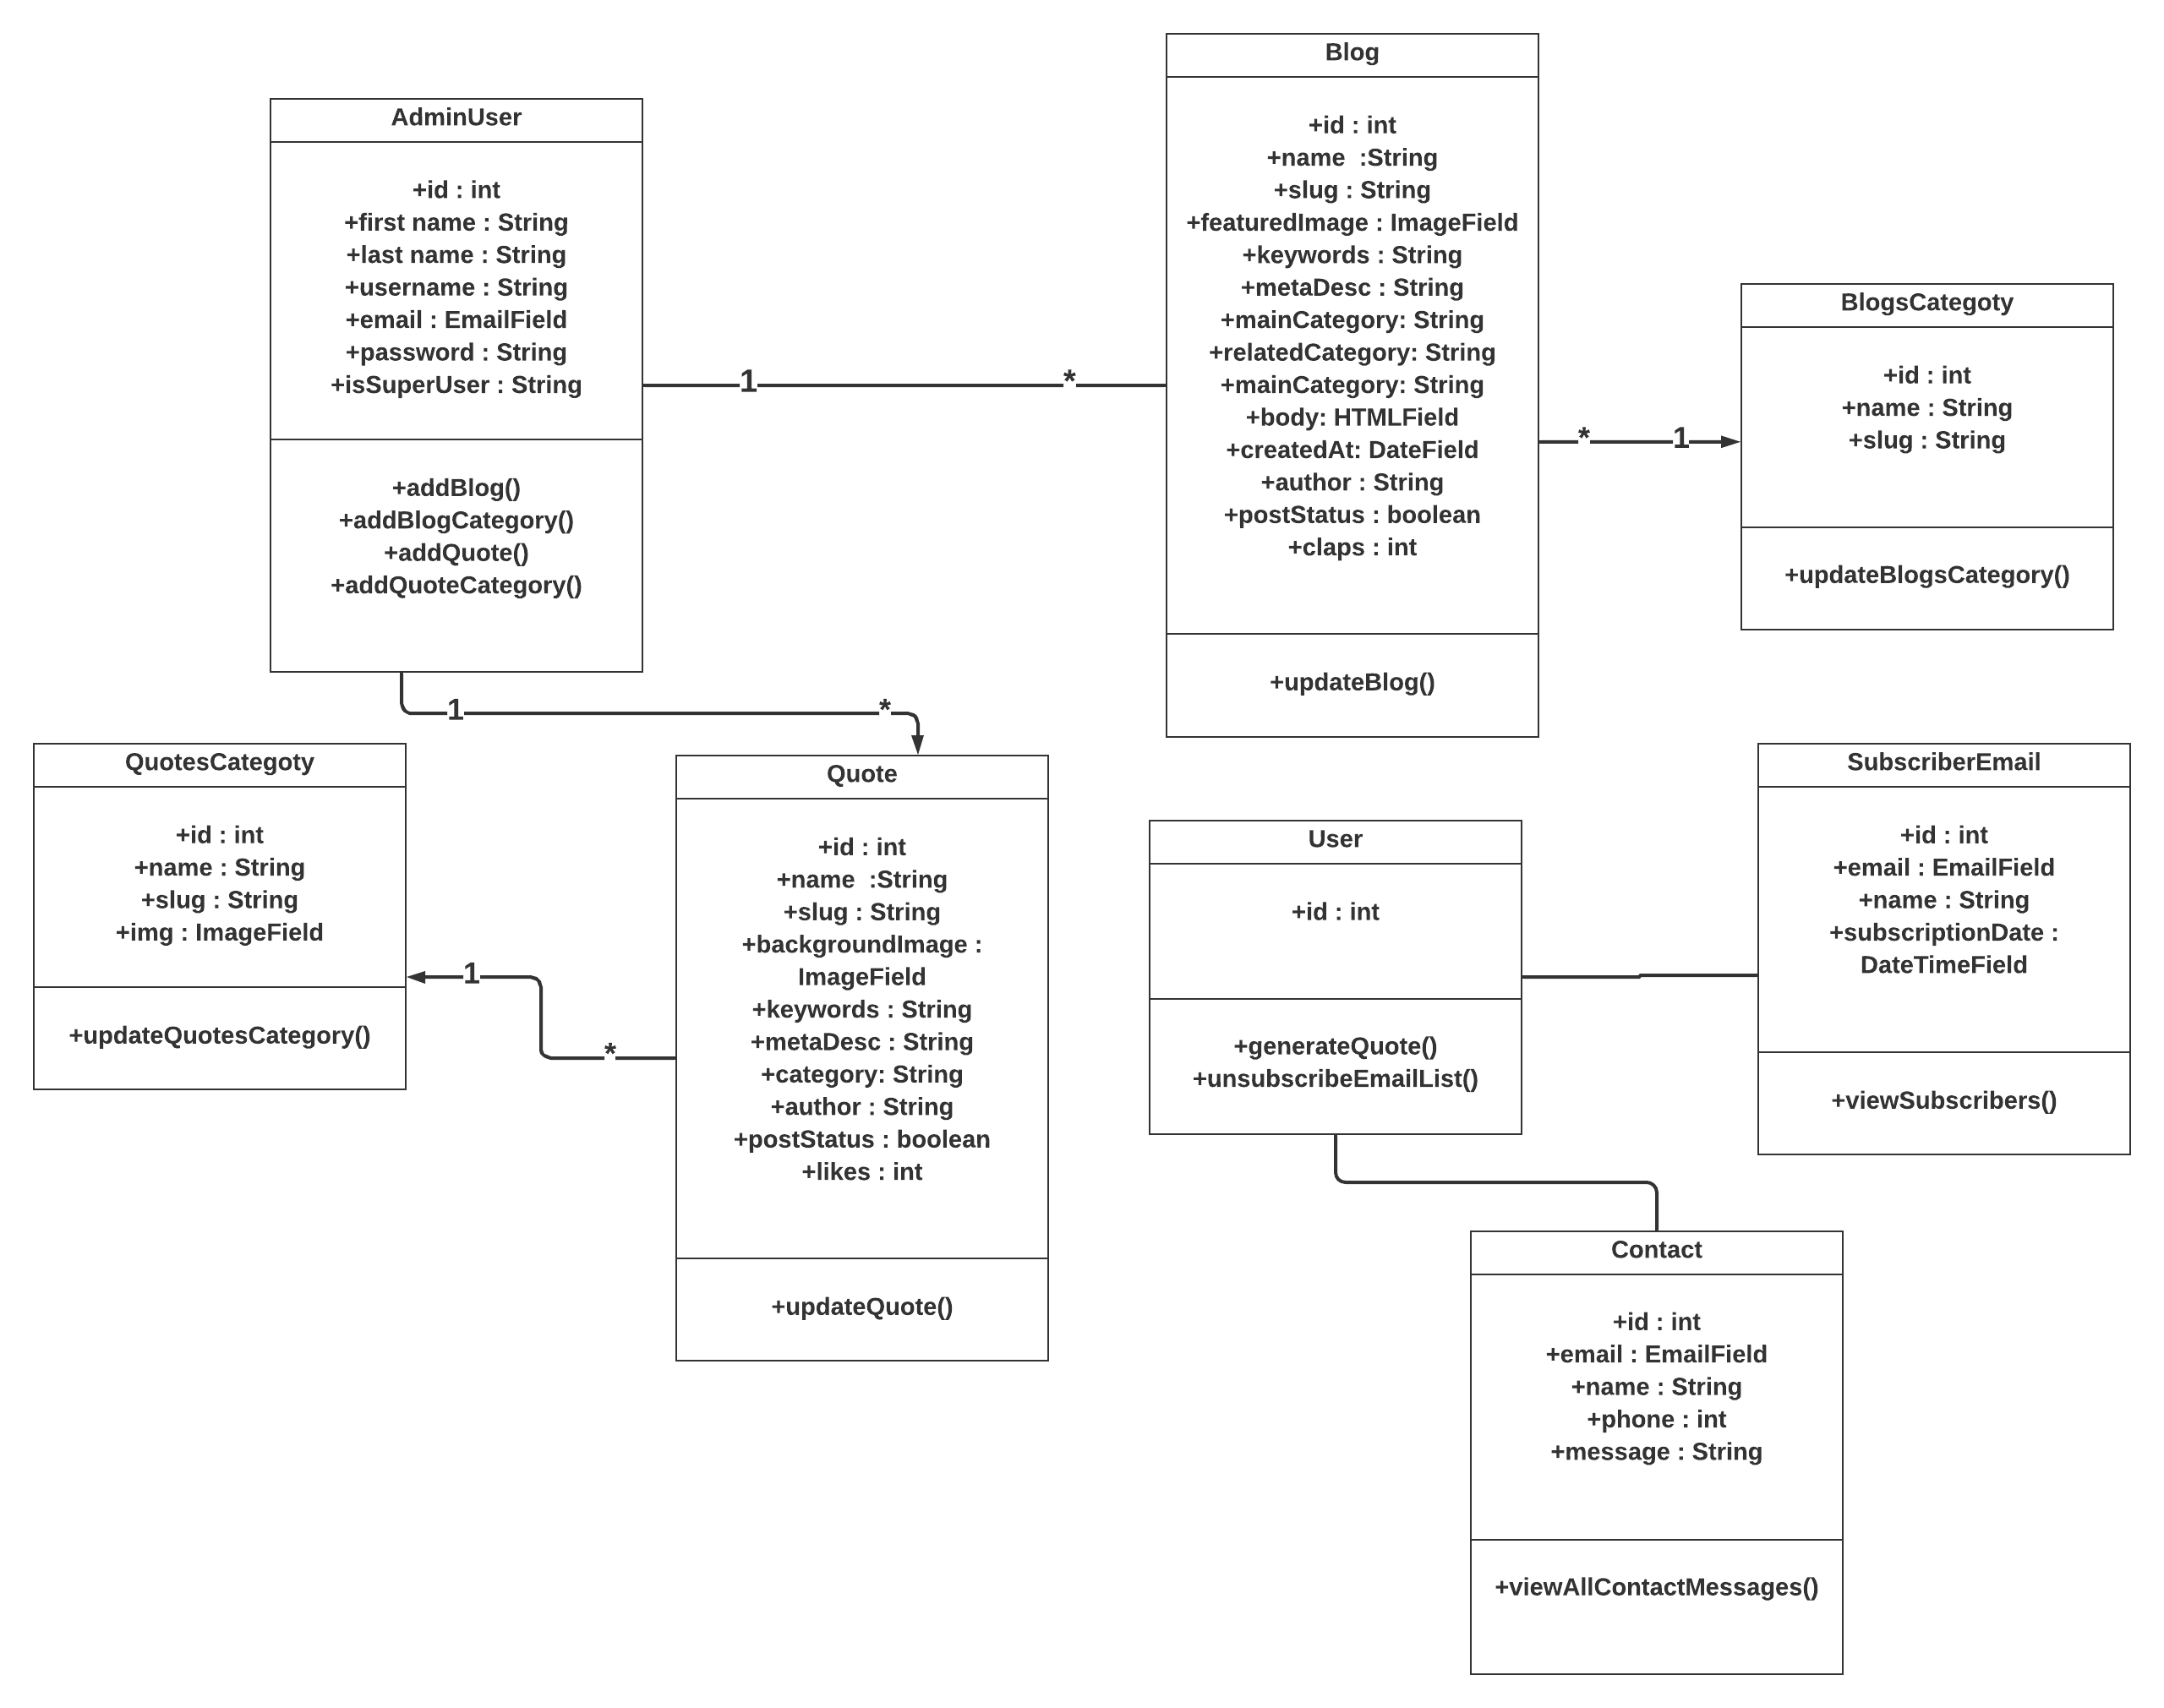 AdminUser
+id : int
+first name : String
+last name : String
+username : String
+email : EmailField
+password : String
+isSuperUser : String
+addBlog()
+addBlogCategory()
+addQuote()
+addQuoteCategory()
1
*
Blog
+id : int
+name  :String
+slug : String
+featuredImage : ImageField
+keywords : String
+metaDesc : String
+mainCategory: String
+relatedCategory: String
+mainCategory: String
+body: HTMLField
+createdAt: DateField
+author : String
+postStatus : boolean
+claps : int
+updateBlog()
*
1
BlogsCategoty
+id : int
+name : String
+slug : String
+updateBlogsCategory()
1
*
QuotesCategoty
+id : int
+name : String
+slug : String
+img : ImageField
+updateQuotesCategory()
1
*
Quote
+id : int
+name  :String
+slug : String
+backgroundImage :
ImageField
+keywords : String
+metaDesc : String
+category: String
+author : String
+postStatus : boolean
+likes : int
+updateQuote()
User
+id : int
+generateQuote()
+unsubscribeEmailList()
SubscriberEmail
+id : int
+email : EmailField
+name : String
+subscriptionDate :
DateTimeField
+viewSubscribers()
Contact
+id : int
+email : EmailField
+name : String
+phone : int
+message : String
+viewAllContactMessages()